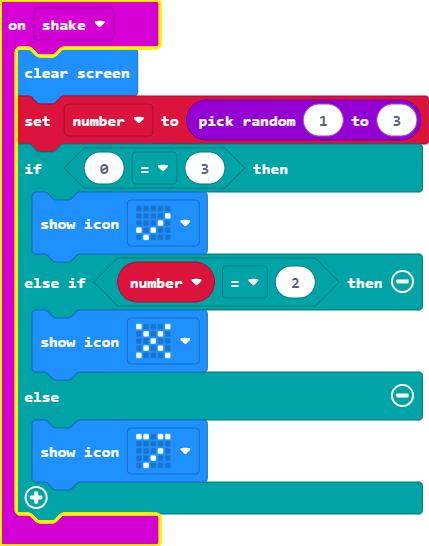 on shake
clear screen
set number to pick random 1 to 3
if 0 = 3 then
show icon
else if number = 2 then
show icon
else
show icon